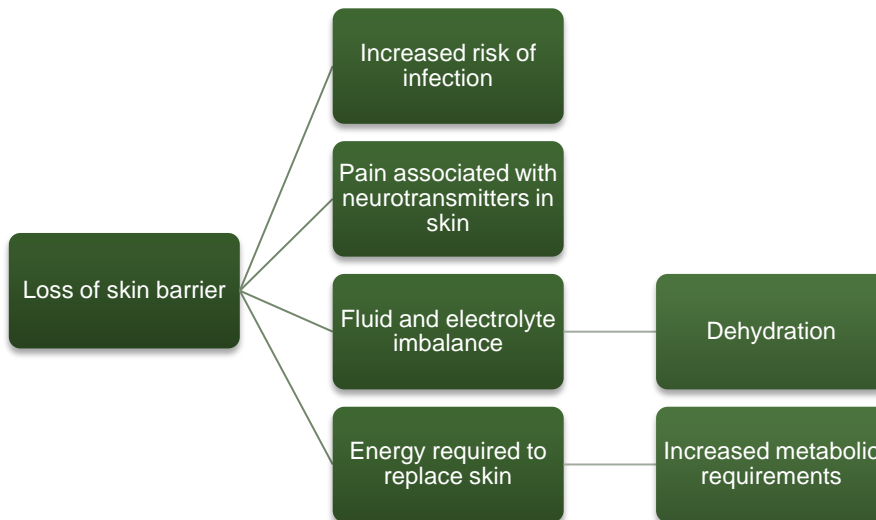 Increased risk of
infection
Pain associated with
neurotransmitters in
skin
Loss of skin barrier
Fluid and electrolyte
imbalance
Dehydration
Energy required to
replace skin
Increased metabolic
requirements